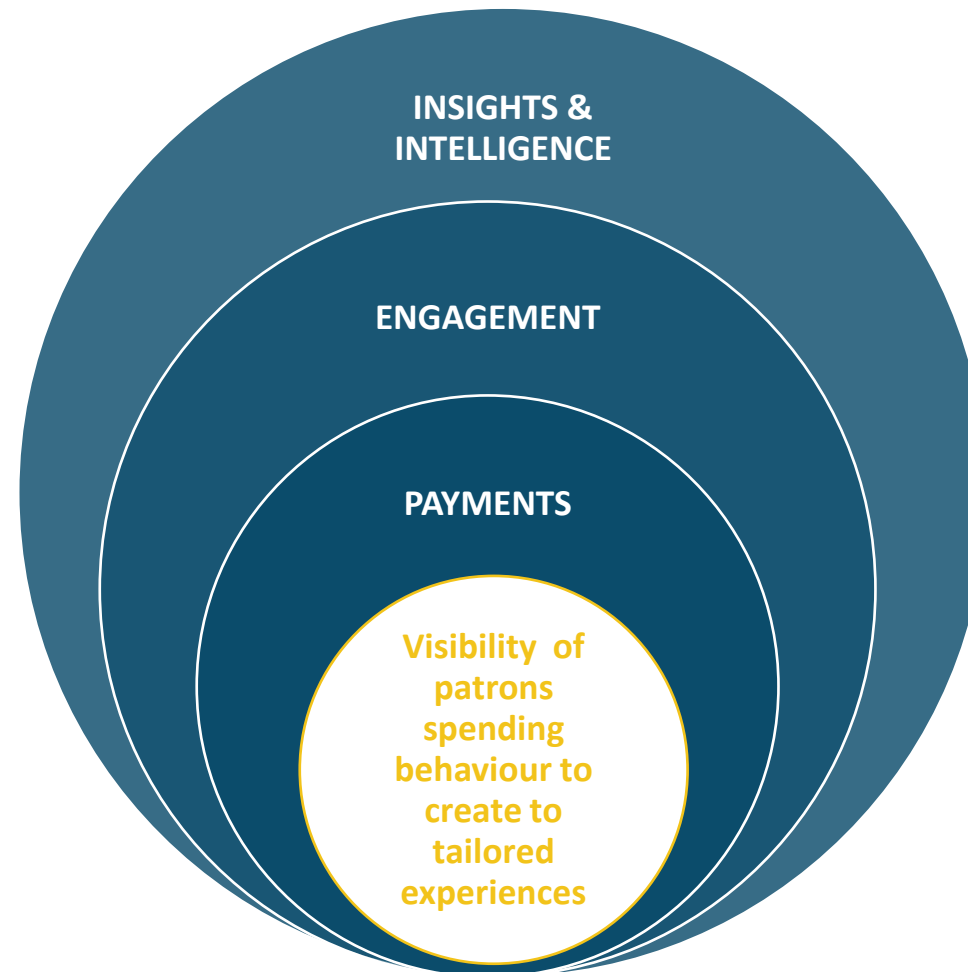 INSIGHTS &
INTELLIGENCE
ENGAGEMENT
PAYMENTS
Visibility  of
patrons
spending
behaviour to
create to
tailored
experiences